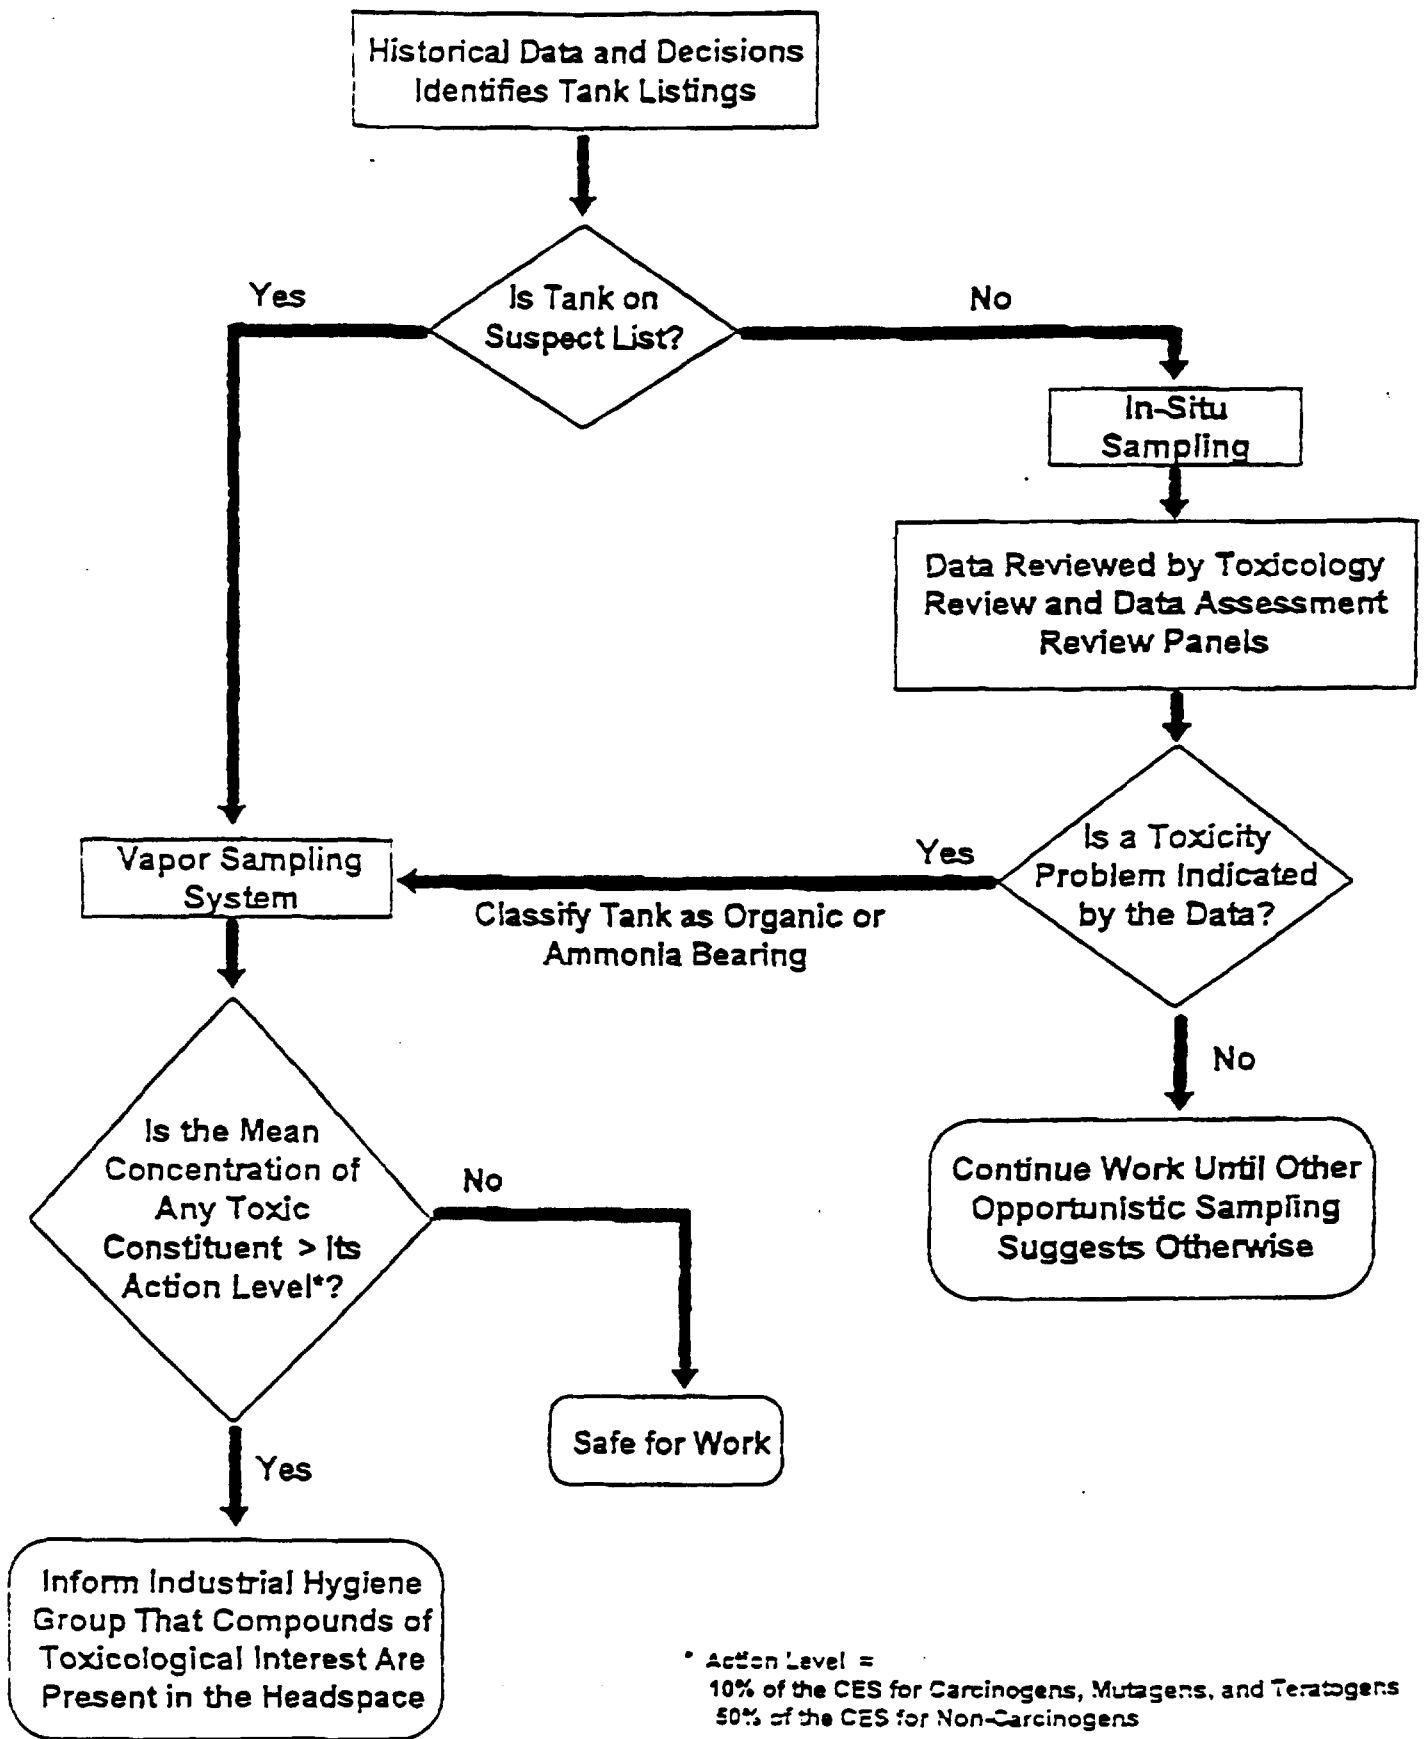 Historical Data and Decisions
Identifies Tank Listings
Yes
Is Tank on
Suspect List?
No
In-Situ
Sampling
Data Reviewed by Toxicology
Review and Data Assessment
Review Panels
Vapor Sampling
System
Yes
Classify Tank as Organic or
Ammonia Bearing
Is a Toxicity
Problem Indicated
by the Data?
No
Continue Work Until Other
Opportunistic Sampling
Suggests Otherwise
Is the Mean
Concentration of
Any Toxic
Constituent > Its
Action Level*?
No
Safe for Work
Yes
Inform Industrial Hygiene
Group That Compounds of
Toxicological Interest Are
Present in the Headspace
* Action Level =
10% of the CES for Carcinogens, Mutagens, and Teratogens
50% of the CES for Non-Carcinogens